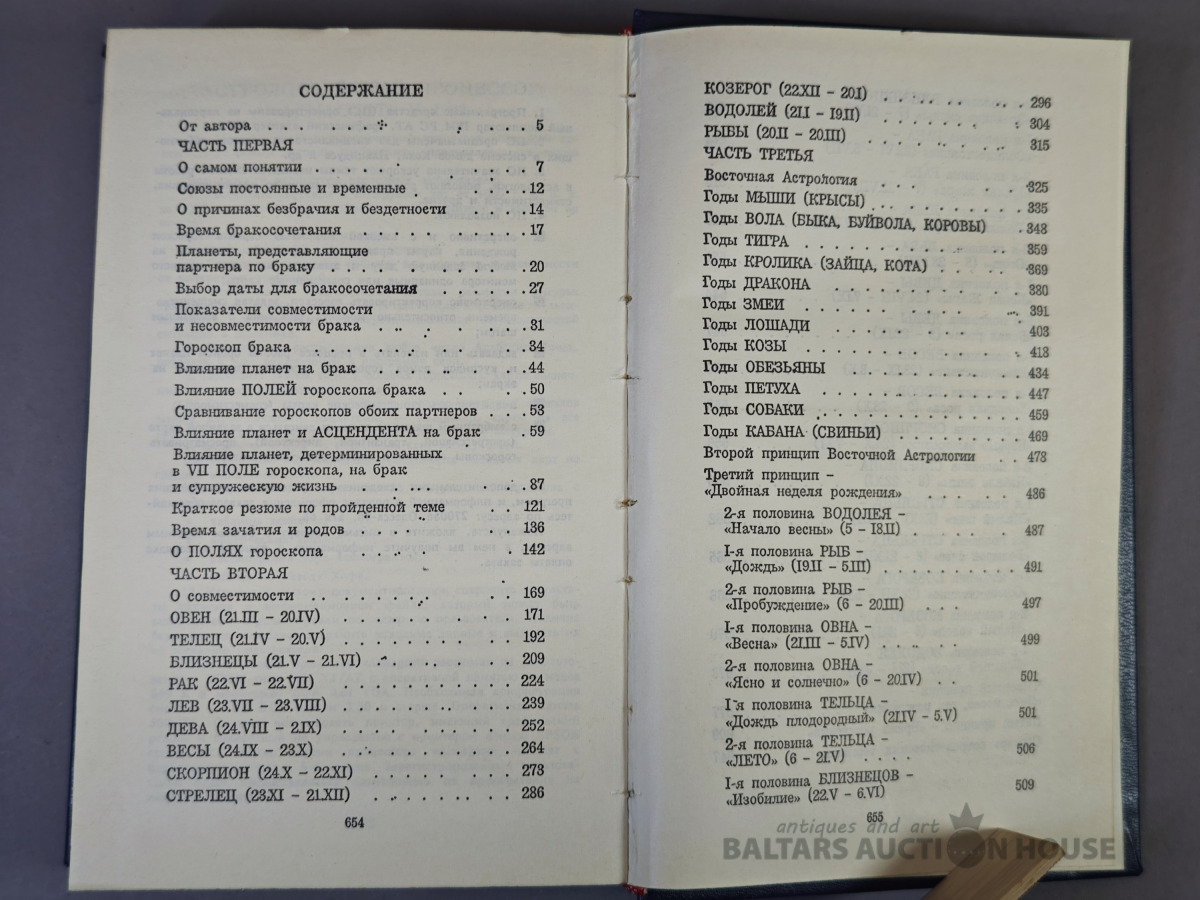 СОДЕРЖАНИЕ
От автора . . . . . . . . . . 5
ЧАСТЬ ПЕРВАЯ
О самом понятии . . . . . . . . 7
Союзы постоянные и временные . . . . 12
О причинах безбрачия и бездетности . . . . 14
Время бракосочетания . . . . . . . 17
Планеты, представляющие
партнера по браку . . . . . . . . 20
Выбор даты для бракосочетания . . . . . 27
Показатели совместимости
и несовместимости брака . . . . . . 31
Гороскоп брака . . . . . . . . . 34
Влияние планет на брак . . . . . . 44
Влияние ПОЛЕЙ гороскопа брака . . . . 50
Сравнивание гороскопов обоих партнеров . . . 53
Влияние планет и АСЦЕНДЕНТА на брак . . 59
Влияние планет, детерминированных
в VII ПОЛЕ гороскопа, на брак
и супружескую жизнь . . . . . . . 87
Краткое резюме по пройденной теме . . . 121
Время зачатия и родов . . . . . . . 136
О ПОЛЯХ гороскопа . . . . . . 142
ЧАСТЬ ВТОРАЯ
О совместимости . . . . . . . . 169
ОВЕН (21.III – 20.IV) . . . . . . . 171
ТЕЛЕЦ (21.IV – 20.V) . . . . . . . . 192
БЛИЗНЕЦЫ (21.V – 21.VI) . . . . . . . 209
РАК (22.VI – 22.VII) . . . . . . . . 224
ЛЕВ (23.VII – 23.VIII) . . . . . . . . 239
ДЕВА (24.VIII – 2.IX) . . . . . . . . 252
ВЕСЫ (24.IX – 23.X) . . . . . . . . 264
СКОРПИОН (24.X – 22.XI) . . . . . . . 273
СТРЕЛЕЦ (23.XI – 21.XII) . . . . . . . 286
654
КОЗЕРОГ (22.XII – 20.I) . . . . . . . 296
ВОДОЛЕЙ (21.I – 19.II) . . . . . . . 304
РЫБЫ (20.II – 20.III) . . . . . . . 315
ЧАСТЬ ТРЕТЬЯ
Восточная Астрология . . . . . . 325
Годы МЫШИ (КРЫСЫ) . . . . . . . . 335
Годы ВОЛА (БЫКА, БУЙВОЛА, КОРОВЫ) . 348
Годы ТИГРА . . . . . . . . . . 359
Годы КРОЛИКА (ЗАЙЦА, КОТА) . . . . . 369
Годы ДРАКОНА . . . . . . . . . 380
Годы ЗМЕИ . . . . . . . . . . 391
Годы ЛОШАДИ . . . . . . . . . 403
Годы КОЗЫ . . . . . . . . . . 413
Годы ОБЕЗЬЯНЫ . . . . . . . . 434
Годы ПЕТУХА . . . . . . . . . 447
Годы СОБАКИ . . . . . . . . . 459
Годы КАБАНА (СВИНЬИ) . . . . . . . 469
Второй принцип Восточной Астрологии . . 473
Третий принцип –
«Двойная неделя рождения» . . . . . 486
2-я половина ВОДОЛЕЯ –
«Начало весны» (5 – 18.II) . . . . . . 487
I-я половина РЫБ –
«Дождь» (19.II – 5.III) . . . . . . . . 491
2-я половина РЫБ –
«Пробуждение» (6 – 20.III) . . . 497
I-я половина ОВНА –
«Весна» (21.III – 5.IV) . . . . . 499
2-я половина ОВНА –
«Ясно и солнечно» (6 – 20.IV) . . 501
I-я половина ТЕЛЬЦА –
«Дождь плодородный» (21.IV – 5.V) 501
2-я половина ТЕЛЬЦА –
«ЛЕТО» (6 – 21.V) . . . . 506
I-я половина БЛИЗНЕЦОВ –
«Изобилие» (22.V – 6.VI) 509
655
antiques and art
BALTARS AUCTION HOUSE